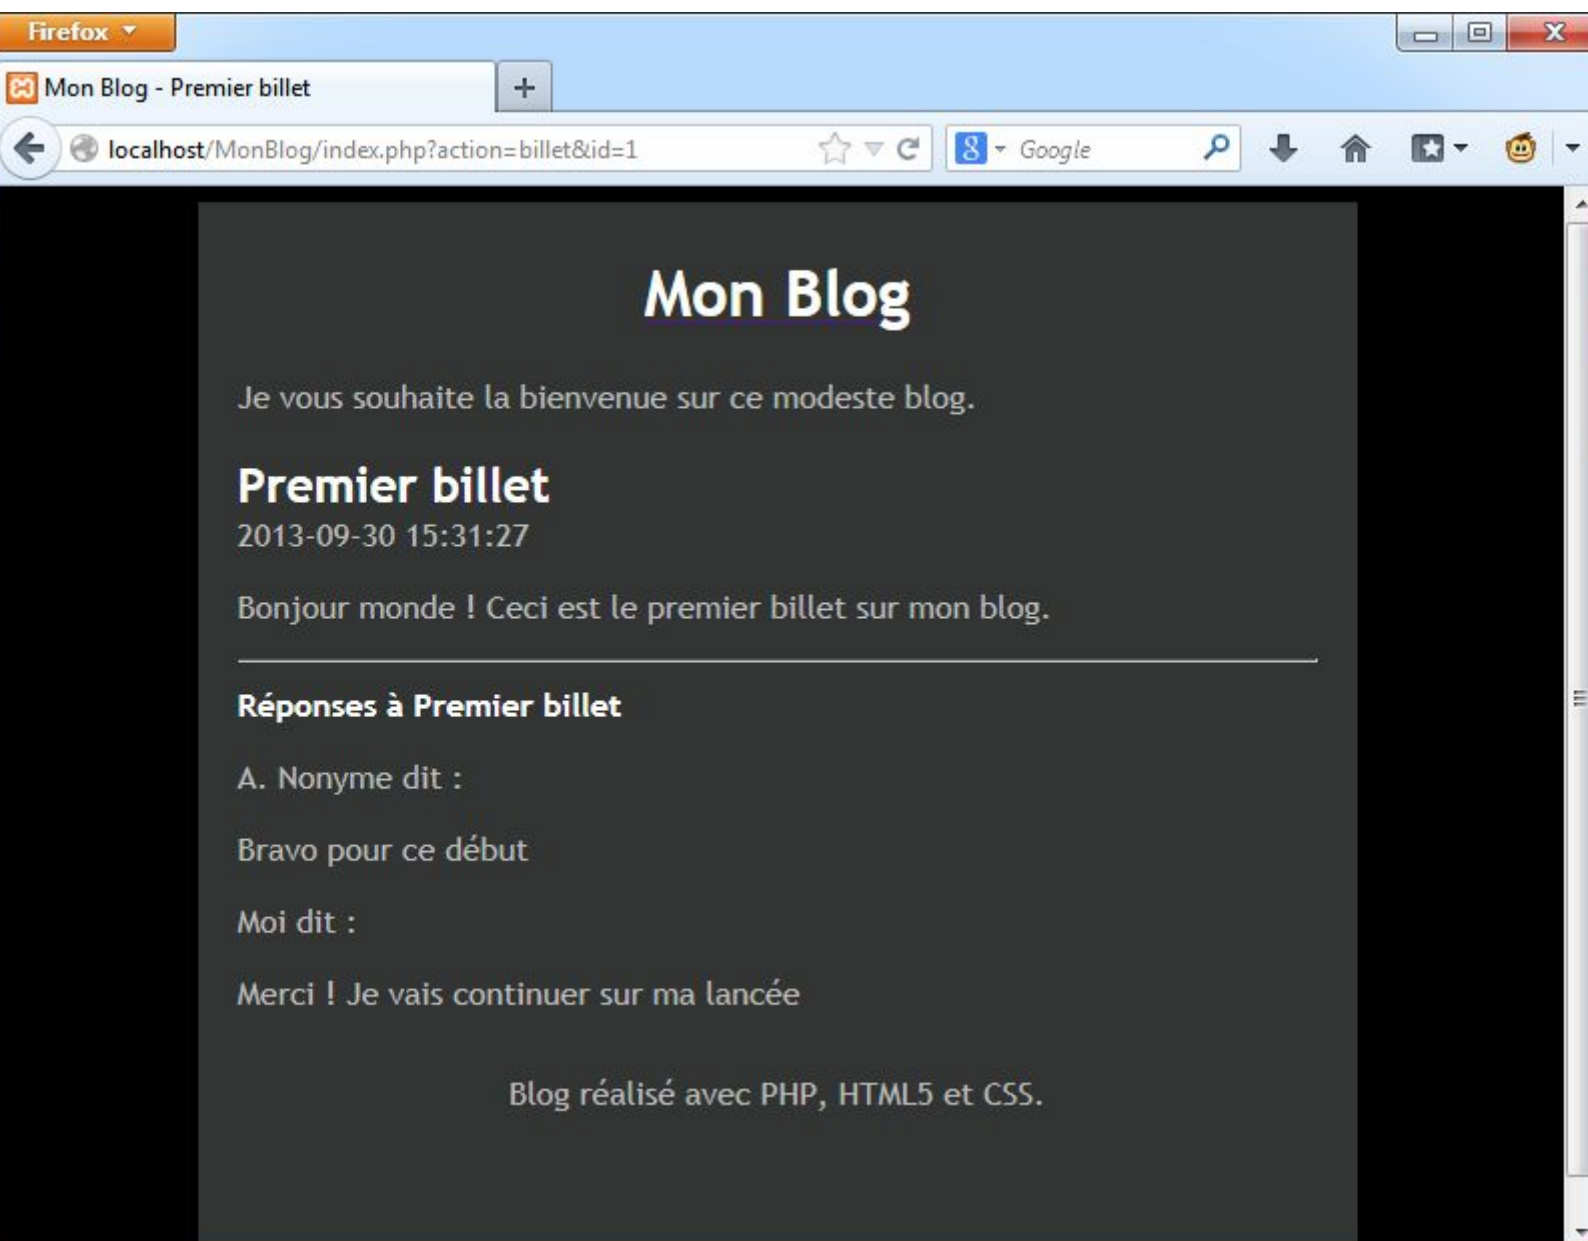 Firefox
Mon Blog - Premier billet
localhost/MonBlog/index.php?action=billet&id=1
8 Google
Mon Blog
Je vous souhaite la bienvenue sur ce modeste blog.
Premier billet
2013-09-30 15:31:27
Bonjour monde ! Ceci est le premier billet sur mon blog.
Réponses à Premier billet
A. Nonyme dit :
Bravo pour ce début
Moi dit :
Merci ! Je vais continuer sur ma lancée
Blog réalisé avec PHP, HTML5 et CSS.